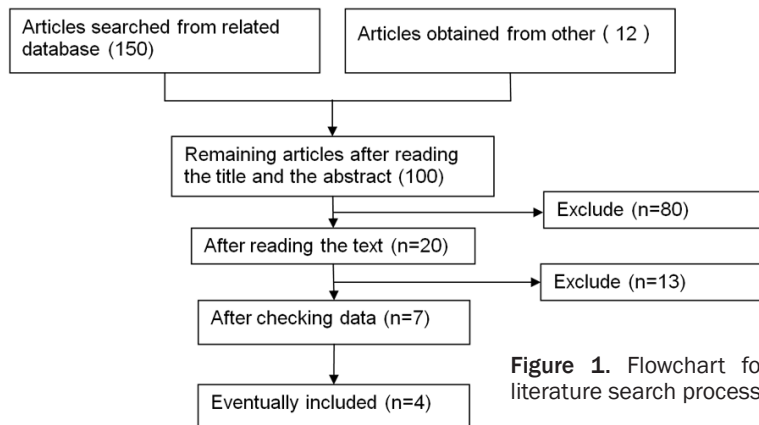 Articles searched from related
database (150)
Articles obtained from other ( 12 )
Remaining articles after reading
the title and the abstract (100)
Exclude (n=80)
After reading the text (n=20)
Exclude (n=13)
After checking data (n=7)
Eventually included (n=4)
Figure 1. Flowchart fo
literature search process